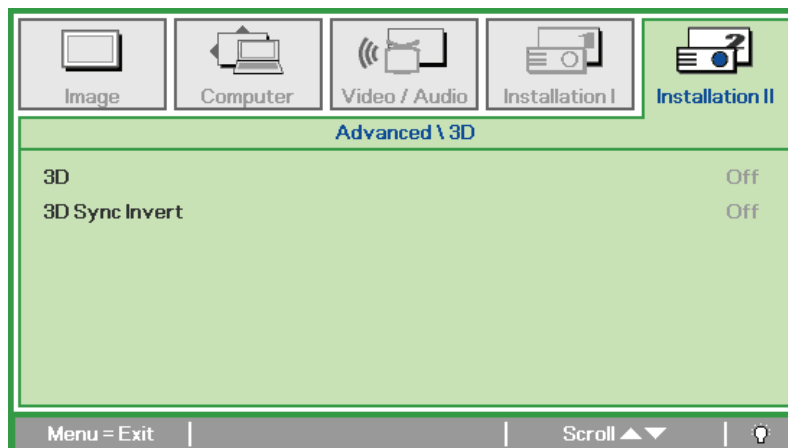 Image Computer Video / Audio Installation I Installation II
Advanced \ 3D
3D Off
3D Sync Invert Off
Menu = Exit Scroll